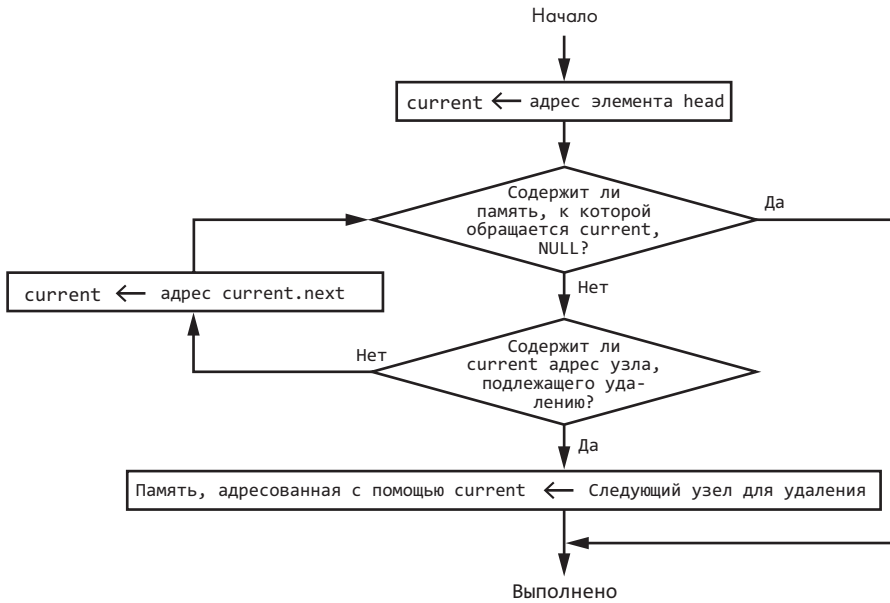 Начало
current ← адрес элемента head
Содержит ли
память, к которой
обращается current,
NULL?
Да
current ← адрес current.next
Нет
Содержит ли
current адрес узла,
подлежащего уда-
лению?
Нет
Да
Память, адресованная с помощью current ← Следующий узел для удаления
Выполнено